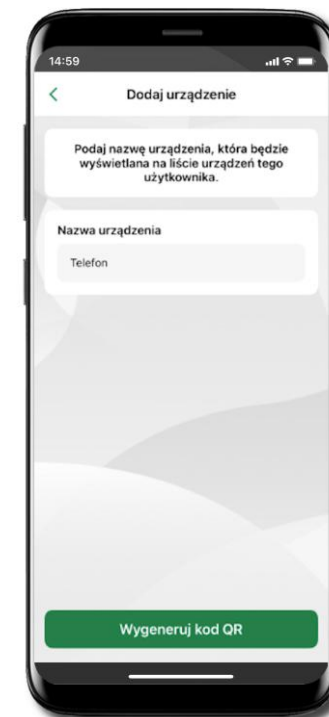 14:59
Dodaj urządzenie
Podaj nazwę urządzenia, która będzie
wyświetlana na liście urządzeń tego
użytkownika.
Nazwa urządzenia
Telefon
Wygeneruj kod QR